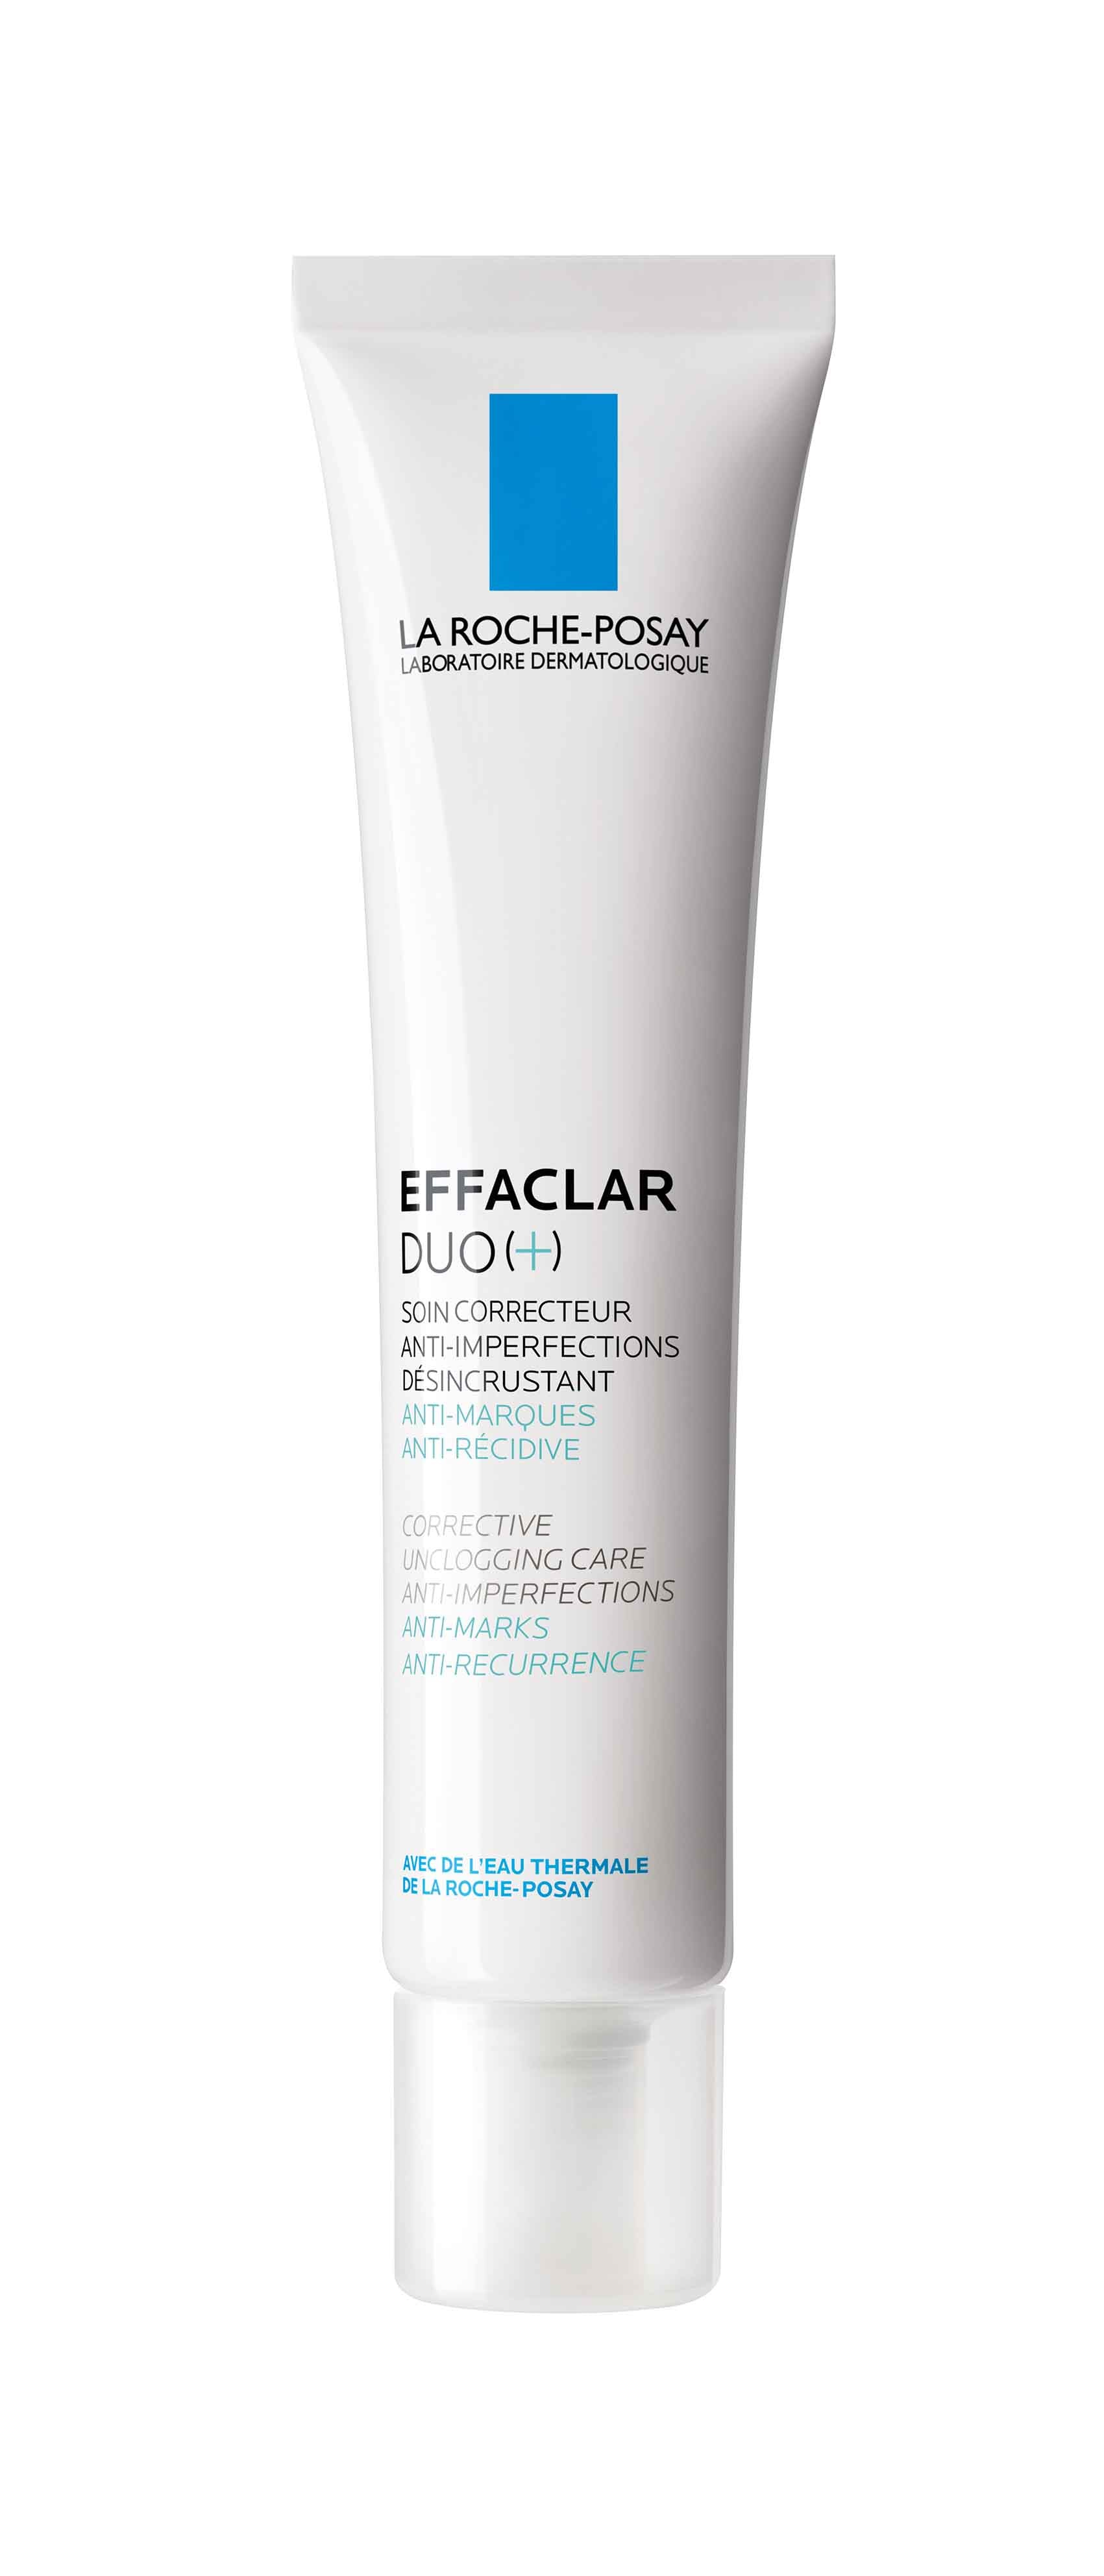 LA ROCHE-POSAY
LABORATOIRE DERMATOLOGIQUE
EFFACLAR
DUO(+)
SOIN CORRECTEUR
ANTI-IMPERFECTIONS
DÉSINCRUSTANT
ANTI-MARQUES
ANTI-RÉCIDIVE
CORRECTIVE
UNCLOGGING CARE
ANTI-IMPERFECTIONS
ANTI-MARKS
ANTI-RECURRENCE
AVEC DE L'EAU THERMALE
DE LA ROCHE-POSAY